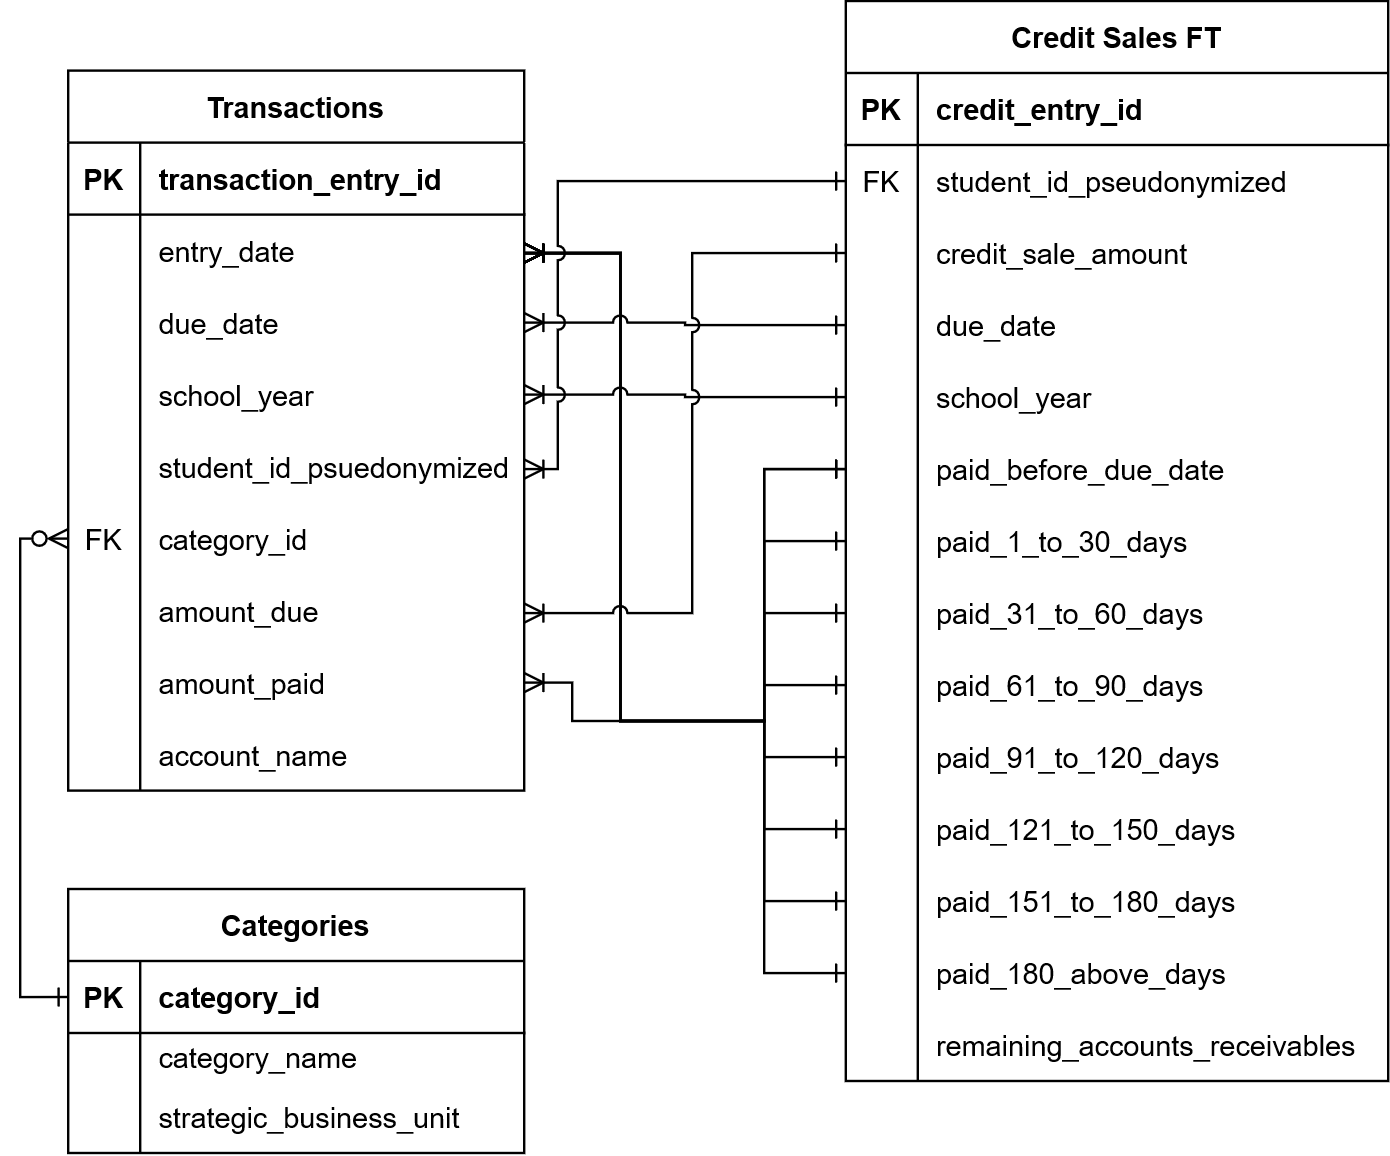 Transactions
PK transaction_entry_id
entry_date
due_date
school_year
student_id_psuedonymized
FK category_id
amount_due
amount_paid
account_name
Categories
PK category_id
category_name
strategic_business_unit
Credit Sales FT
PK credit_entry_id
FK student_id_pseudonymized
credit_sale_amount
due_date
school_year
paid_before_due_date
paid_1_to_30_days
paid_31_to_60_days
paid_61_to_90_days
paid_91_to_120_days
paid_121_to_150_days
paid_151_to_180_days
paid_180_above_days
remaining_accounts_receivables